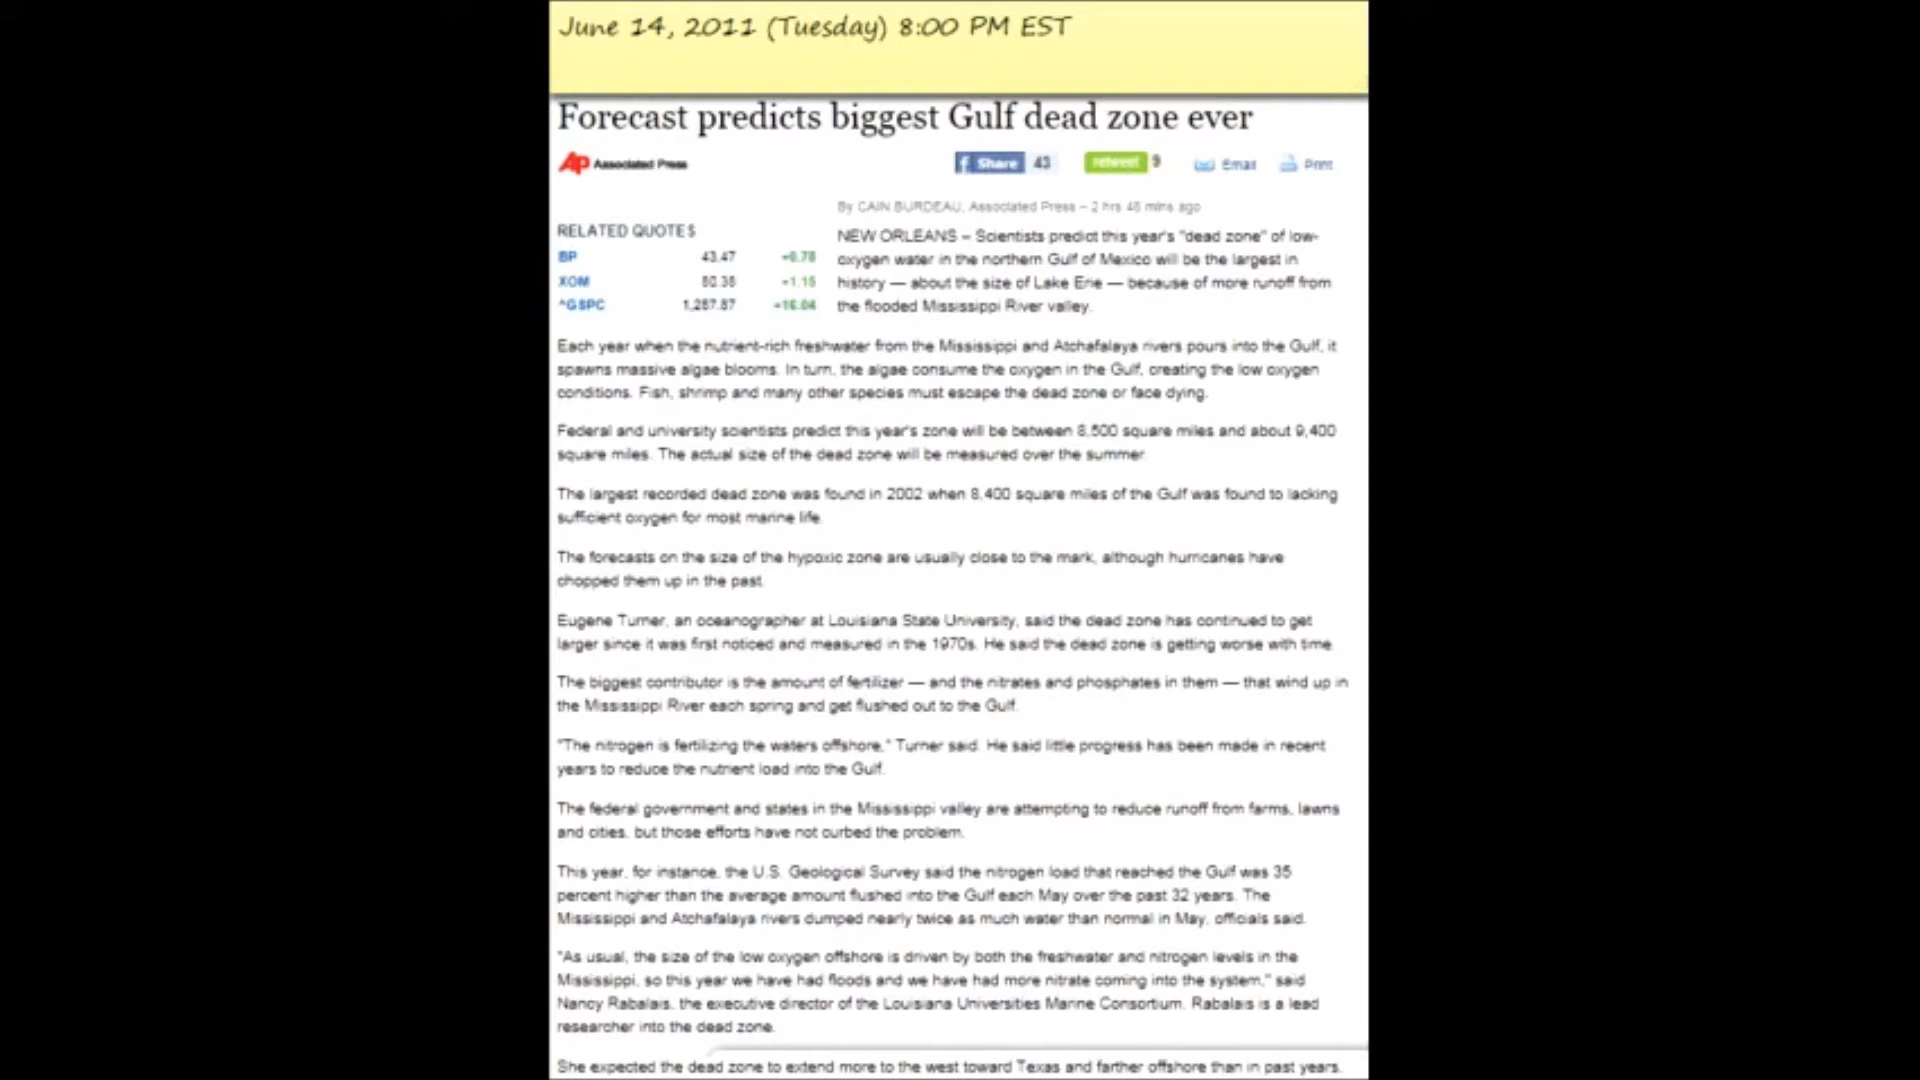 June 14, 2011 (Tuesday) 8:00 PM EST
Forecast predicts biggest Gulf dead zone ever
AP Associated Press
f Share 43 retweet 9 Email Print
By CAIN BURDEAU, Associated Press – 2 hrs 48 mins ago
RELATED QUOTES
BP 43.47 +0.78
XOM 80.36 +1.15
^GSPC 1,287.87 +16.04
NEW ORLEANS – Scientists predict this year's "dead zone" of low-
oxygen water in the northern Gulf of Mexico will be the largest in
history — about the size of Lake Erie — because of more runoff from
the flooded Mississippi River valley.
Each year when the nutrient-rich freshwater from the Mississippi and Atchafalaya rivers pours into the Gulf, it
spawns massive algae blooms. In turn, the algae consume the oxygen in the Gulf, creating the low oxygen
conditions. Fish, shrimp and many other species must escape the dead zone or face dying.
Federal and university scientists predict this year's zone will be between 8,500 square miles and about 9,400
square miles. The actual size of the dead zone will be measured over the summer.
The largest recorded dead zone was found in 2002 when 8,400 square miles of the Gulf was found to lacking
sufficient oxygen for most marine life.
The forecasts on the size of the hypoxic zone are usually close to the mark, although hurricanes have
chopped them up in the past.
Eugene Turner, an oceanographer at Louisiana State University, said the dead zone has continued to get
larger since it was first noticed and measured in the 1970s. He said the dead zone is getting worse with time.
The biggest contributor is the amount of fertilizer — and the nitrates and phosphates in them — that wind up in
the Mississippi River each spring and get flushed out to the Gulf.
"The nitrogen is fertilizing the waters offshore," Turner said. He said little progress has been made in recent
years to reduce the nutrient load into the Gulf.
The federal government and states in the Mississippi valley are attempting to reduce runoff from farms, lawns
and cities, but those efforts have not curbed the problem.
This year, for instance, the U.S. Geological Survey said the nitrogen load that reached the Gulf was 35
percent higher than the average amount flushed into the Gulf each May over the past 32 years. The
Mississippi and Atchafalaya rivers dumped nearly twice as much water than normal in May, officials said.
"As usual, the size of the low oxygen offshore is driven by both the freshwater and nitrogen levels in the
Mississippi, so this year we have had floods and we have had more nitrate coming into the system," said
Nancy Rabalais, the executive director of the Louisiana Universities Marine Consortium. Rabalais is a lead
researcher into the dead zone.
She expected the dead zone to extend more to the west toward Texas and farther offshore than in past years.